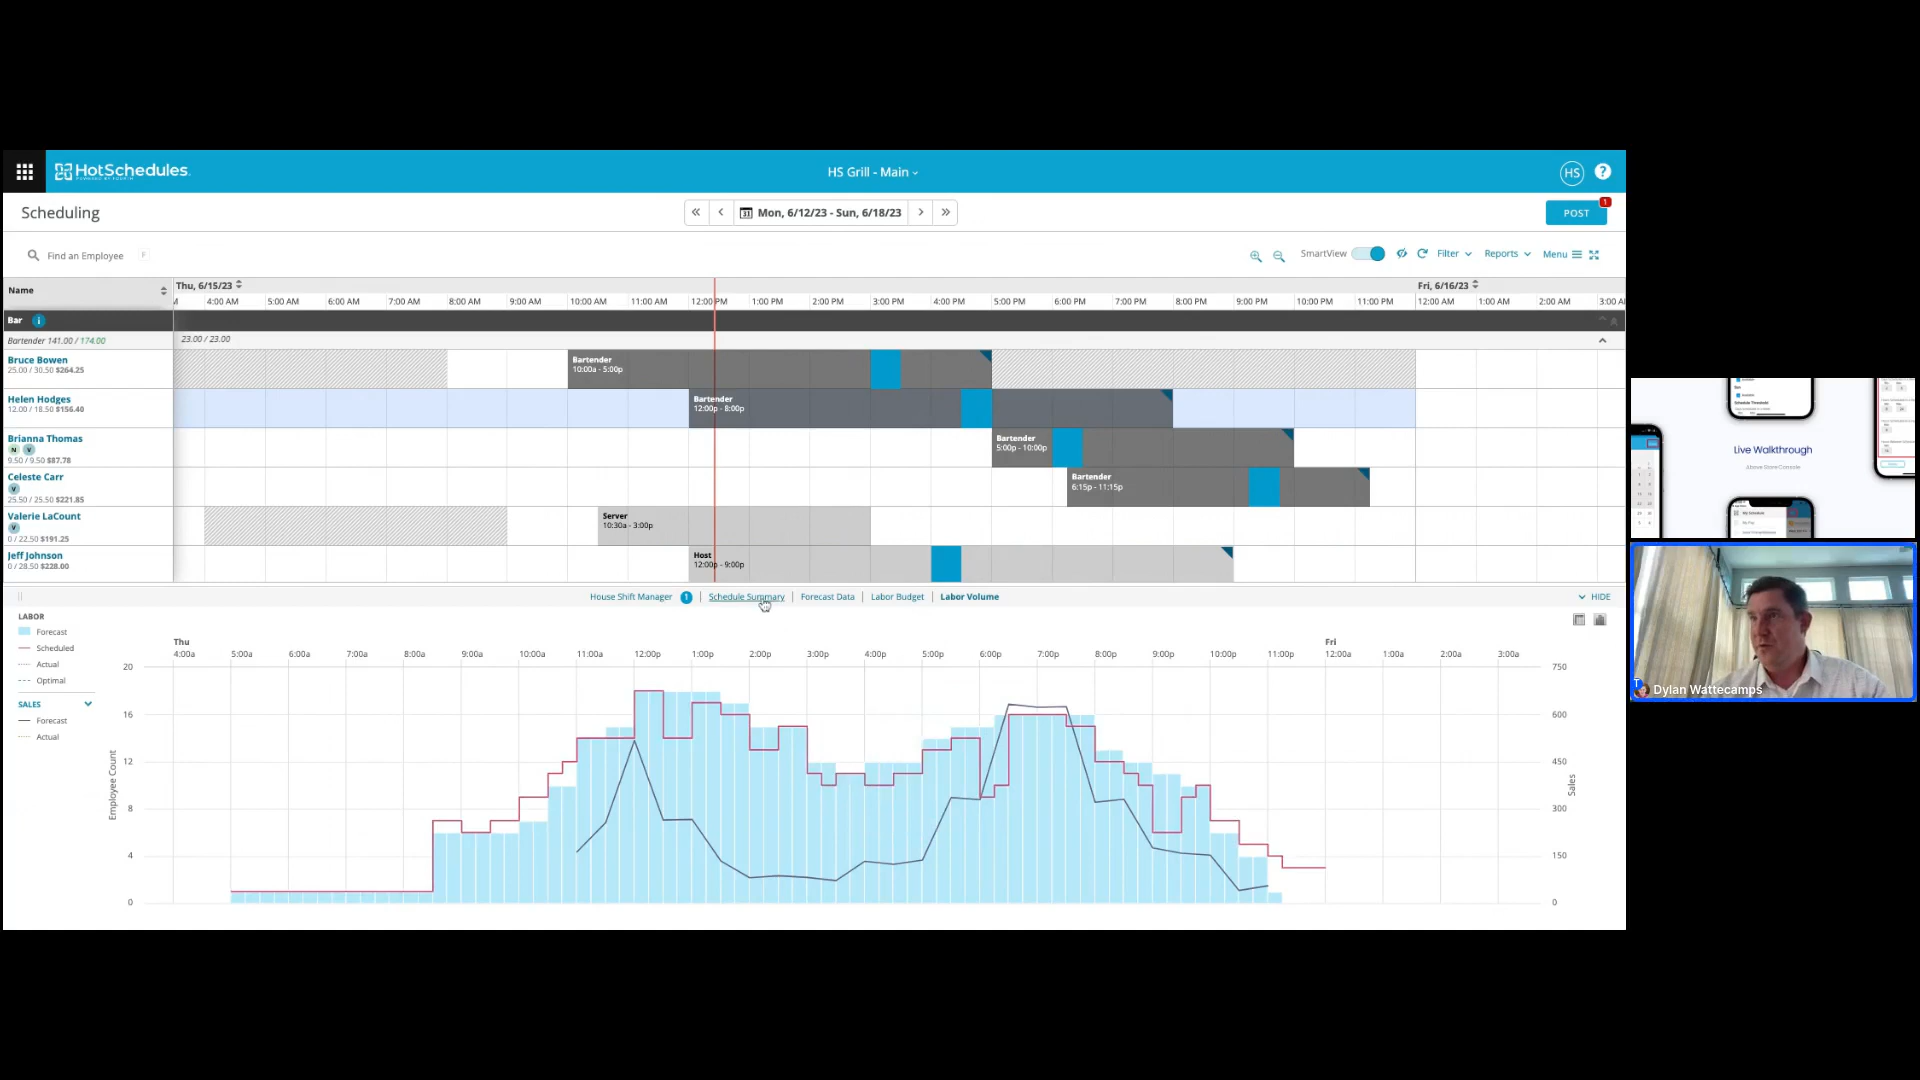 HotSchedules
HS Grill - Main
HS
?
Scheduling
Mon, 6/12/23 - Sun, 6/18/23
POST
1
Find an Employee
F
SmartView
Filter
Reports
Menu
Name
Thu, 6/15/23
Fri, 6/16/23
4:00 AM 5:00 AM 6:00 AM 7:00 AM 8:00 AM 9:00 AM 10:00 AM 11:00 AM 12:00 PM 1:00 PM 2:00 PM 3:00 PM 4:00 PM 5:00 PM 6:00 PM 7:00 PM 8:00 PM 9:00 PM 10:00 PM 11:00 PM 12:00 AM 1:00 AM 2:00 AM 3:00 A
Bar i
Bartender 141.00 / 174.00
23.00 / 23.00
Bruce Bowen
25.00 / 30.50 $264.25
Bartender
10:00a - 5:00p
Helen Hodges
12.00 / 18.50 $156.40
Bartender
12:00p - 8:00p
Brianna Thomas
N V
9.50 / 9.50 $87.78
Bartender
5:00p - 10:00p
Celeste Carr
V
25.50 / 25.50 $221.85
Bartender
6:15p - 11:15p
Valerie LaCount
V
0 / 22.50 $191.25
Server
10:30a - 3:00p
Jeff Johnson
0 / 28.50 $228.00
Host
12:00p - 9:00p
House Shift Manager 1 | Schedule Summary | Forecast Data | Labor Budget | Labor Volume
HIDE
LABOR
Forecast
Scheduled
Actual
Optimal
SALES
Forecast
Actual
Thu
Fri
4:00a 5:00a 6:00a 7:00a 8:00a 9:00a 10:00a 11:00a 12:00p 1:00p 2:00p 3:00p 4:00p 5:00p 6:00p 7:00p 8:00p 9:00p 10:00p 11:00p 12:00a 1:00a 2:00a 3:00a
20
16
12
8
4
0
Employee Count
750
600
450
300
150
0
Sales
Live Walkthrough
Above Store Console
Dylan Wattecamps